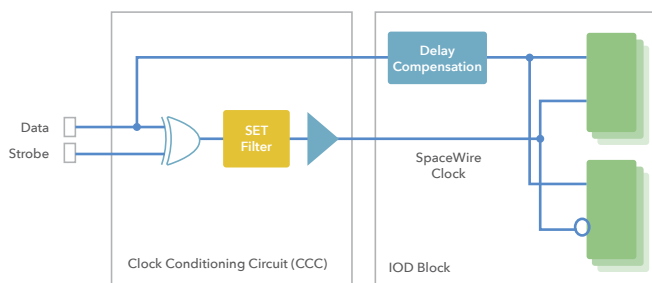 Delay
Compensation
Data
SET
Filter
Strobe
SpaceWire
Clock
Clock Conditioning Circuit (CCC)
IOD Block